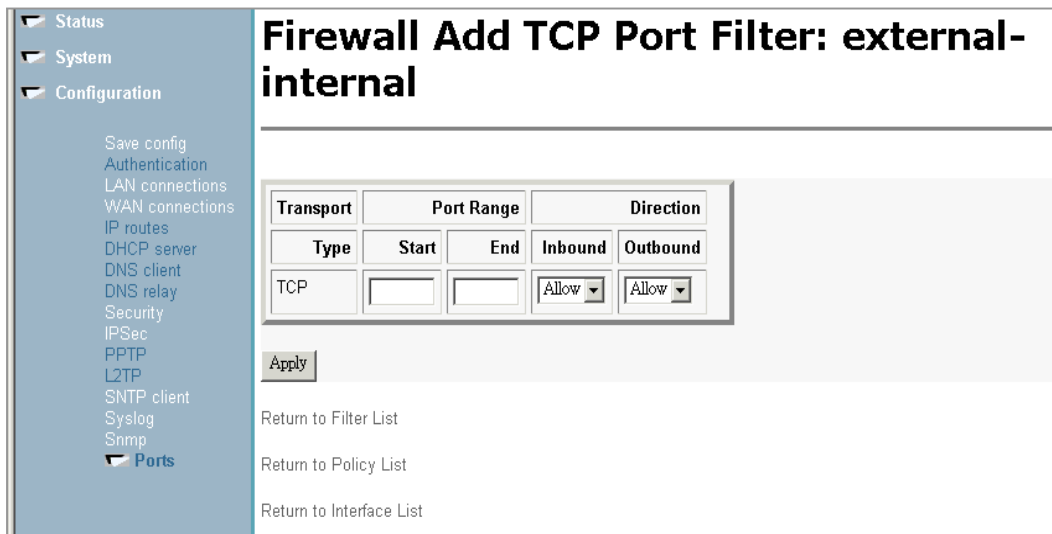 Status
System
Configuration
Save config
Authentication
LAN connections
WAN connections
IP routes
DHCP server
DNS client
DNS relay
Security
IPSec
PPTP
L2TP
SNTP client
Syslog
Snmp
Ports
Firewall Add TCP Port Filter: external-
internal
Transport Port Range Direction
Type Start End Inbound Outbound
TCP Allow Allow
Apply
Return to Filter List
Return to Policy List
Return to Interface List